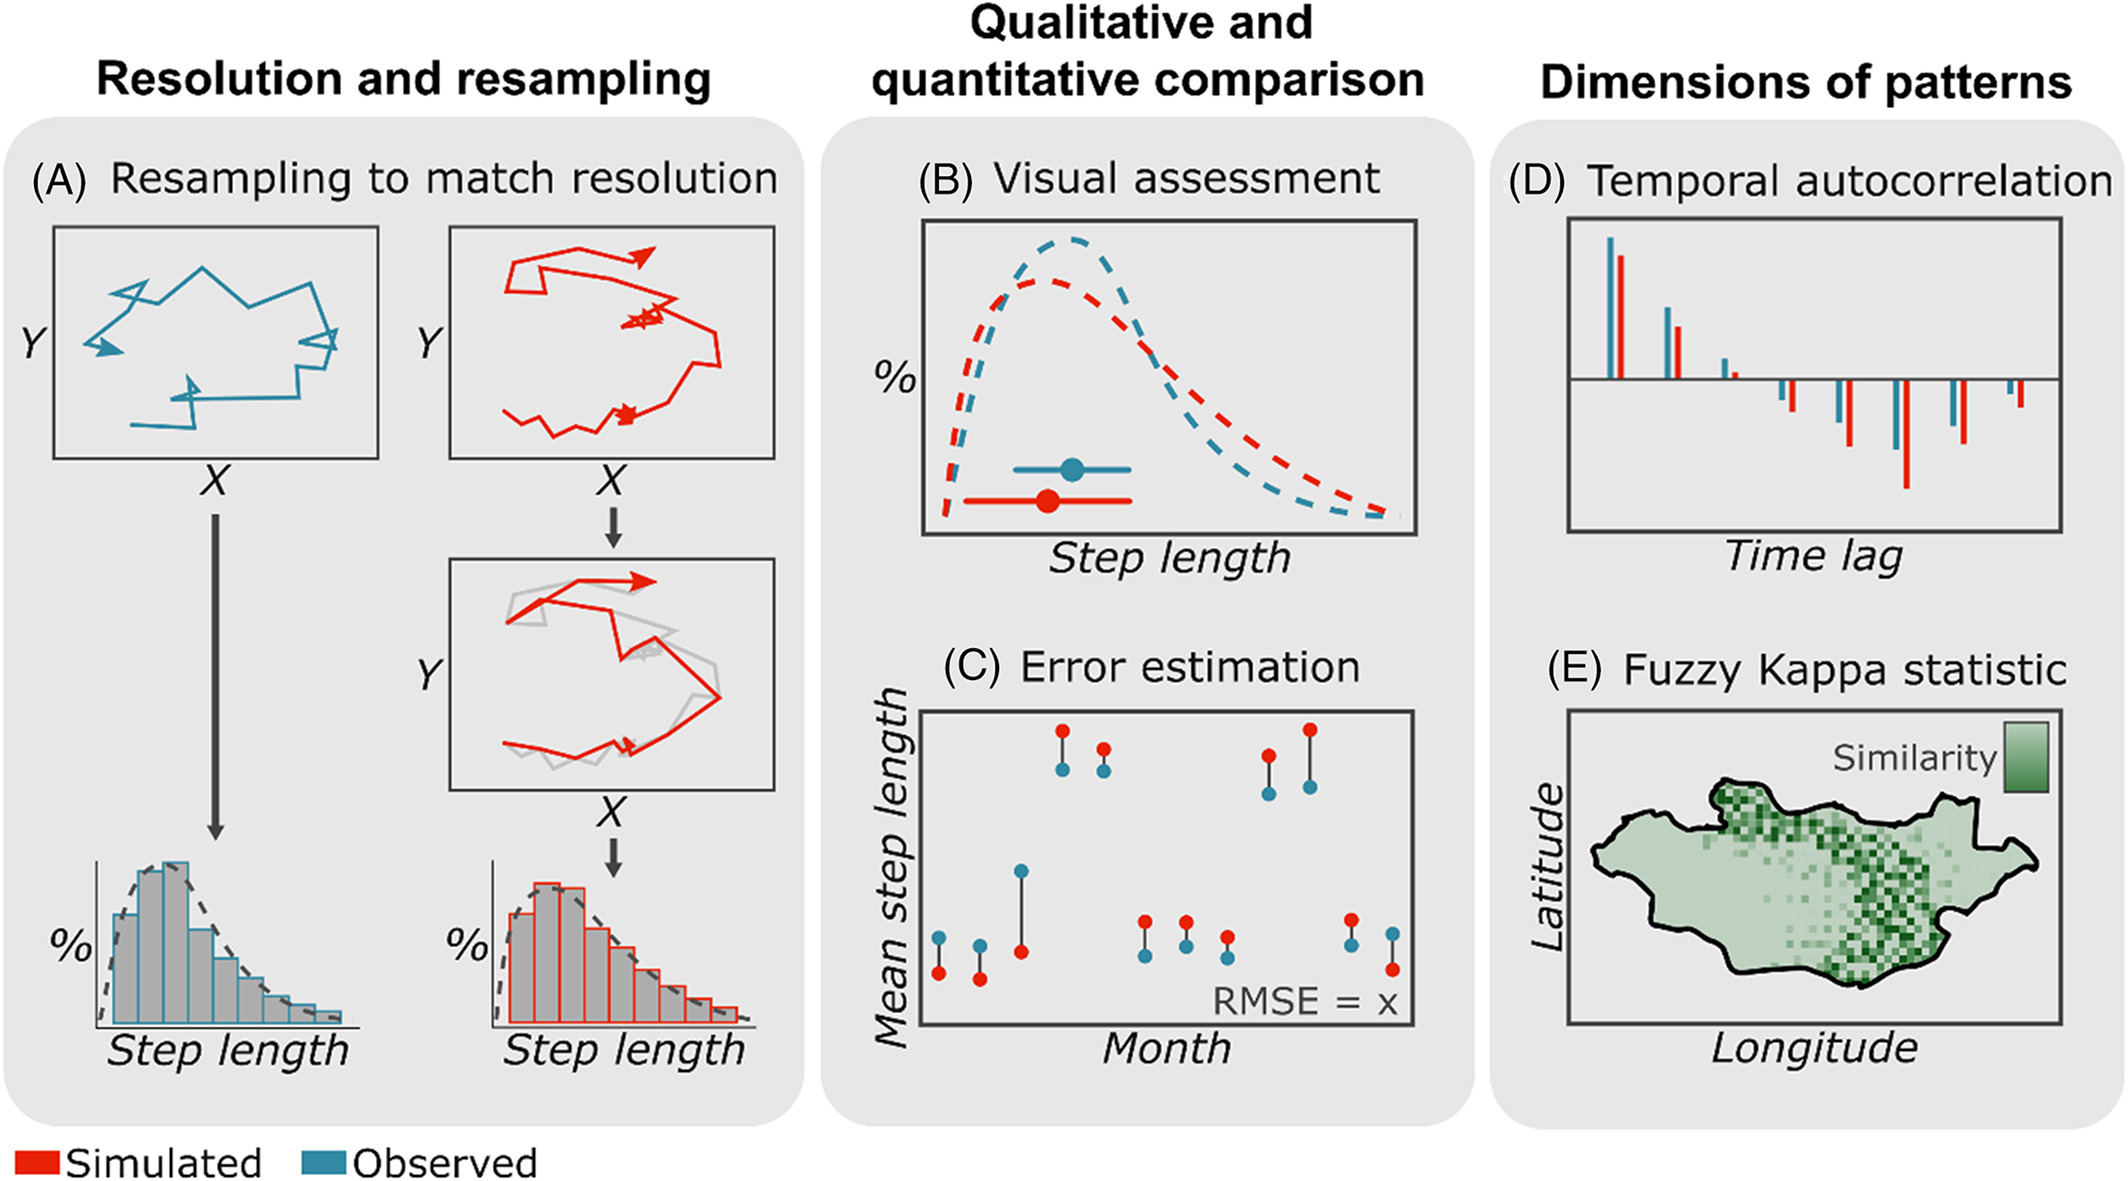 Resolution and resampling
(A) Resampling to match resolution
Y
X
Y
X
Y
X
%
Step length
%
Step length
Qualitative and
quantitative comparison
(B) Visual assessment
%
Step length
(C) Error estimation
Mean step length
RMSE = x
Month
Dimensions of patterns
(D) Temporal autocorrelation
Time lag
(E) Fuzzy Kappa statistic
Similarity
Latitude
Longitude
Simulated
Observed